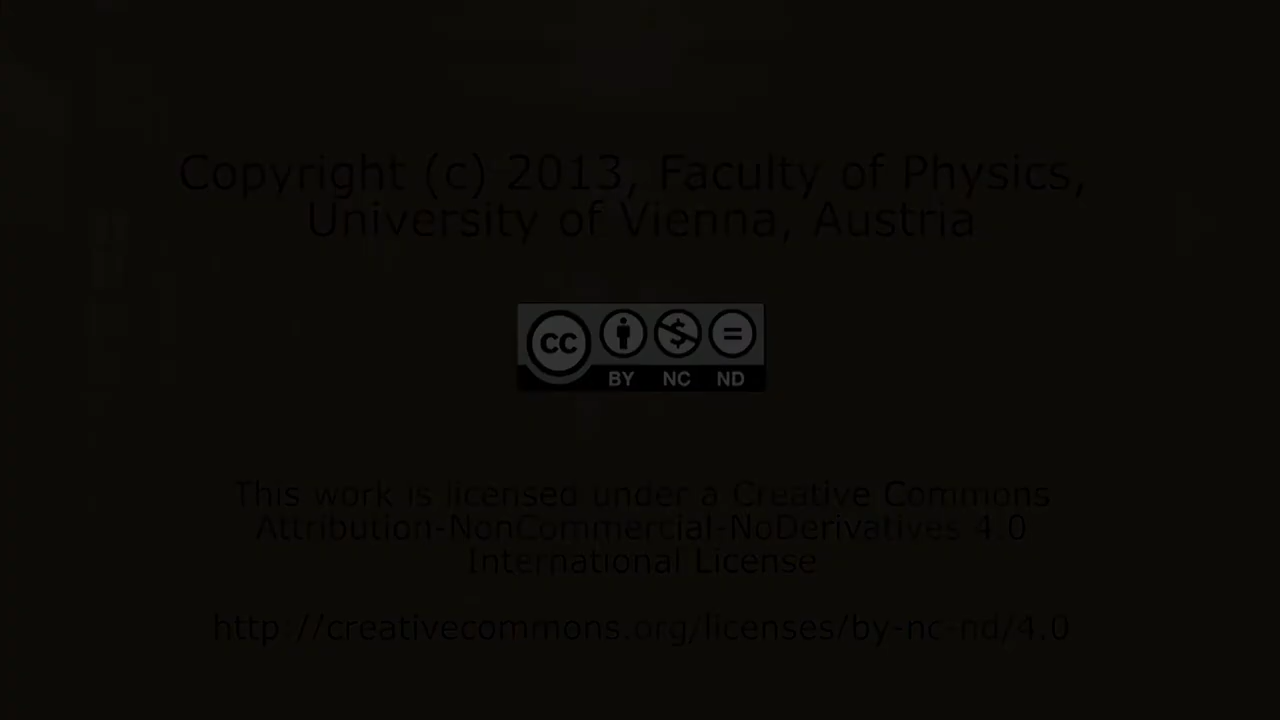 Copyright (c) 2013, Faculty of Physics,
University of Vienna, Austria
CC BY NC ND
This work is licensed under a Creative Commons
Attribution-NonCommercial-NoDerivatives 4.0
International License
http://creativecommons.org/licenses/by-nc-nd/4.0